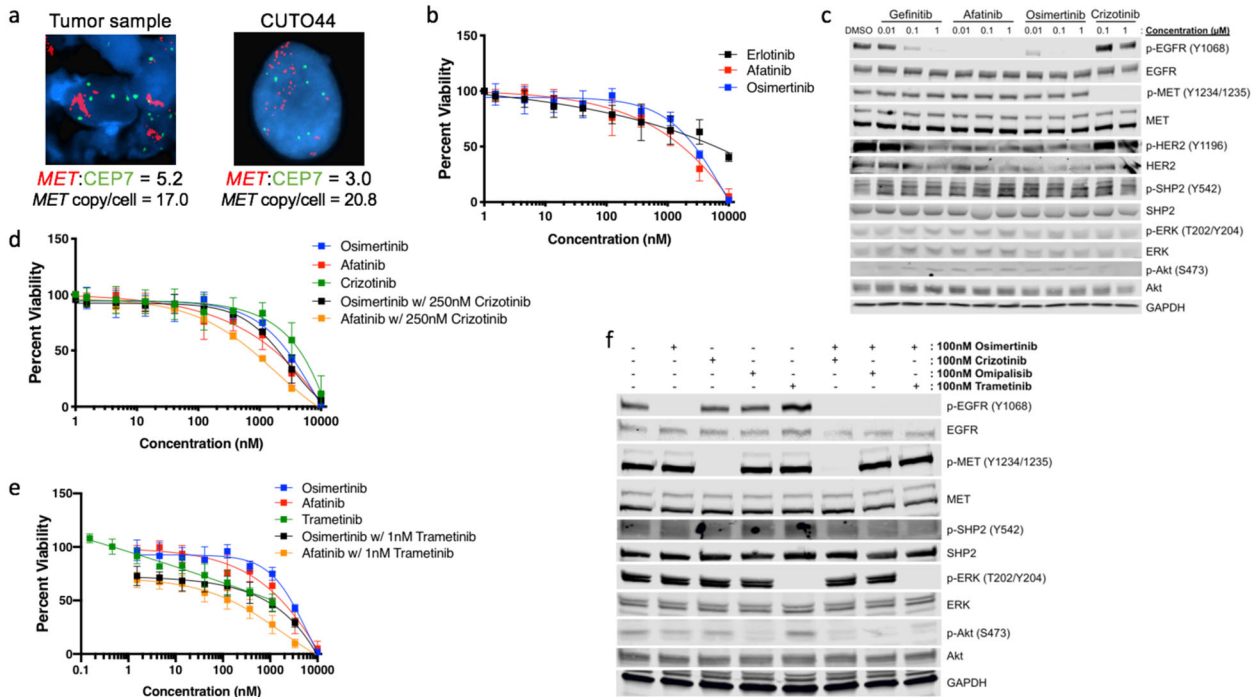 a
Tumor sample
CUTO44
MET:CEP7 = 5.2
MET copy/cell = 17.0
MET:CEP7 = 3.0
MET copy/cell = 20.8
b
Percent Viability
150
100
50
0
1
10
100
1000
10000
Concentration (nM)
Erlotinib
Afatinib
Osimertinib
c
Gefinitib
Afatinib
Osimertinib
Crizotinib
DMSO 0.01 0.1 1 0.01 0.1 1 0.01 0.1 1 0.1 1 : Concentration (µM)
p-EGFR (Y1068)
EGFR
p-MET (Y1234/1235)
MET
p-HER2 (Y1196)
HER2
p-SHP2 (Y542)
SHP2
p-ERK (T202/Y204)
ERK
p-Akt (S473)
Akt
GAPDH
d
Percent Viability
150
100
50
0
1
10
100
1000
10000
Concentration (nM)
Osimertinib
Afatinib
Crizotinib
Osimertinib w/ 250nM Crizotinib
Afatinib w/ 250nM Crizotinib
e
Percent Viability
150
100
50
0
0.1
1
10
100
1000
10000
Concentration (nM)
Osimertinib
Afatinib
Trametinib
Osimertinib w/ 1nM Trametinib
Afatinib w/ 1nM Trametinib
f
- + - - - + + + : 100nM Osimertinib
- - + - - + - - : 100nM Crizotinib
- - - + - - + - : 100nM Omipalisib
- - - - + - - + : 100nM Trametinib
p-EGFR (Y1068)
EGFR
p-MET (Y1234/1235)
MET
p-SHP2 (Y542)
SHP2
p-ERK (T202/Y204)
ERK
p-Akt (S473)
Akt
GAPDH